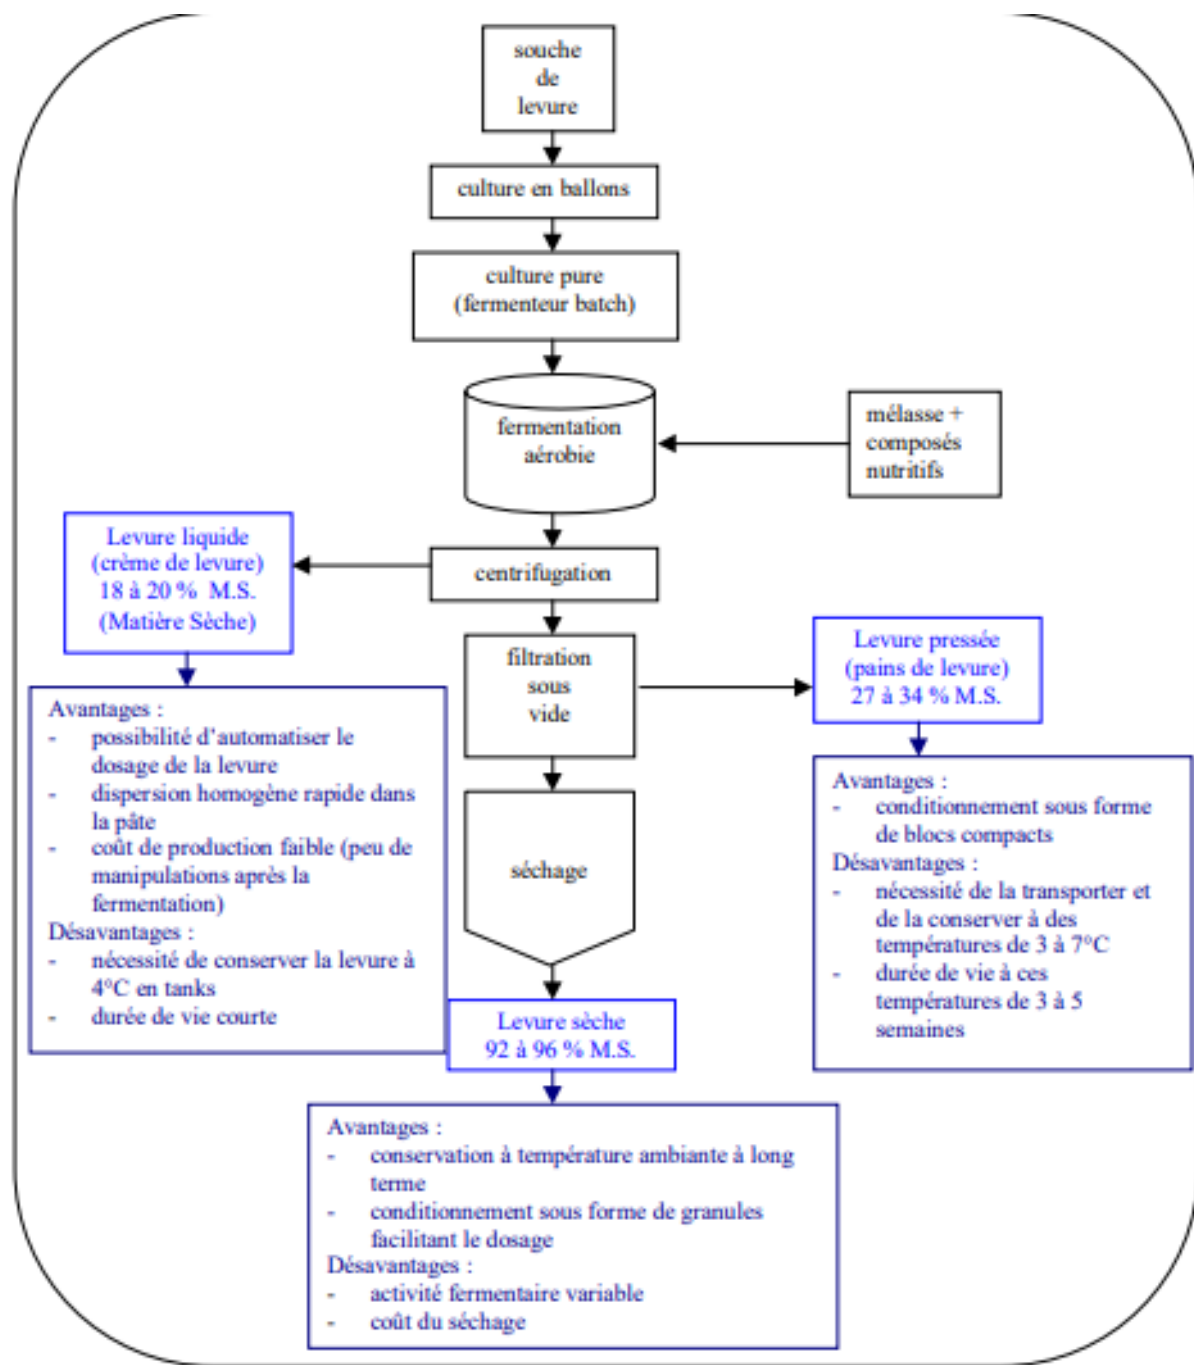 souche
de
levure
culture en ballons
culture pure
(fermenteur batch)
fermentation
aérobie
mélasse +
composés
nutritifs
centrifugation
Levure liquide
(crème de levure)
18 à 20 % M.S.
(Matière Sèche)
filtration
sous
vide
Levure pressée
(pains de levure)
27 à 34 % M.S.
Avantages :
- possibilité d'automatiser le
dosage de la levure
- dispersion homogène rapide dans
la pâte
- coût de production faible (peu de
manipulations après la
fermentation)
Désavantages :
- nécessité de conserver la levure à
4°C en tanks
- durée de vie courte
séchage
Avantages :
- conditionnement sous forme
de blocs compacts
Désavantages :
- nécessité de la transporter et
de la conserver à des
températures de 3 à 7°C
- durée de vie à ces
températures de 3 à 5
semaines
Levure sèche
92 à 96 % M.S.
Avantages :
- conservation à température ambiante à long
terme
- conditionnement sous forme de granules
facilitant le dosage
Désavantages :
- activité fermentaire variable
- coût du séchage